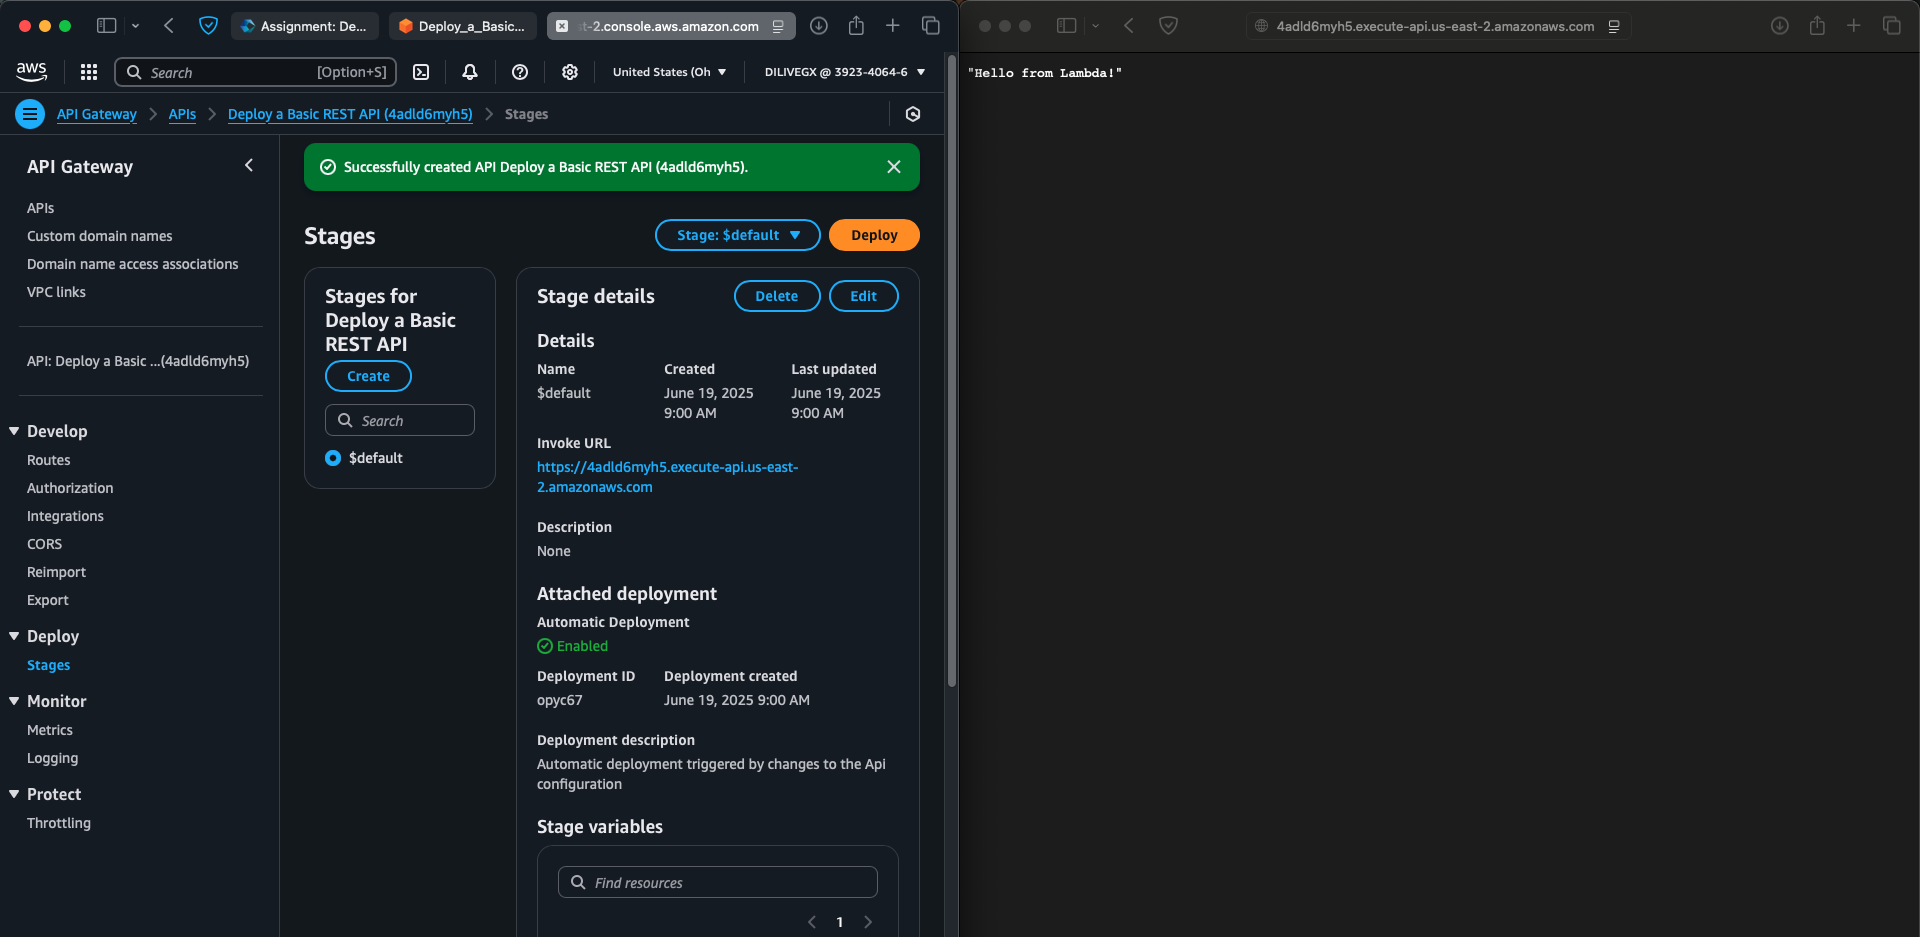 Assignment: De...
Deploy_a_Basic...
t-2.console.aws.amazon.com
aws
Search
[Option+S]
United States (Oh
DILIVEGX @ 3923-4064-6
API Gateway
APIs
Deploy a Basic REST API (4adld6myh5)
Stages
API Gateway
APIs
Custom domain names
Domain name access associations
VPC links
API: Deploy a Basic ...(4adld6myh5)
Develop
Routes
Authorization
Integrations
CORS
Reimport
Export
Deploy
Stages
Monitor
Metrics
Logging
Protect
Throttling
Successfully created API Deploy a Basic REST API (4adld6myh5).
Stages
Stage: $default
Deploy
Stages for
Deploy a Basic
REST API
Create
Search
$default
Stage details
Delete
Edit
Details
Name
$default
Created
June 19, 2025
9:00 AM
Last updated
June 19, 2025
9:00 AM
Invoke URL
https://4adld6myh5.execute-api.us-east-
2.amazonaws.com
Description
None
Attached deployment
Automatic Deployment
Enabled
Deployment ID
opyc67
Deployment created
June 19, 2025 9:00 AM
Deployment description
Automatic deployment triggered by changes to the Api
configuration
Stage variables
Find resources
1
4adld6myh5.execute-api.us-east-2.amazonaws.com
"Hello from Lambda!"